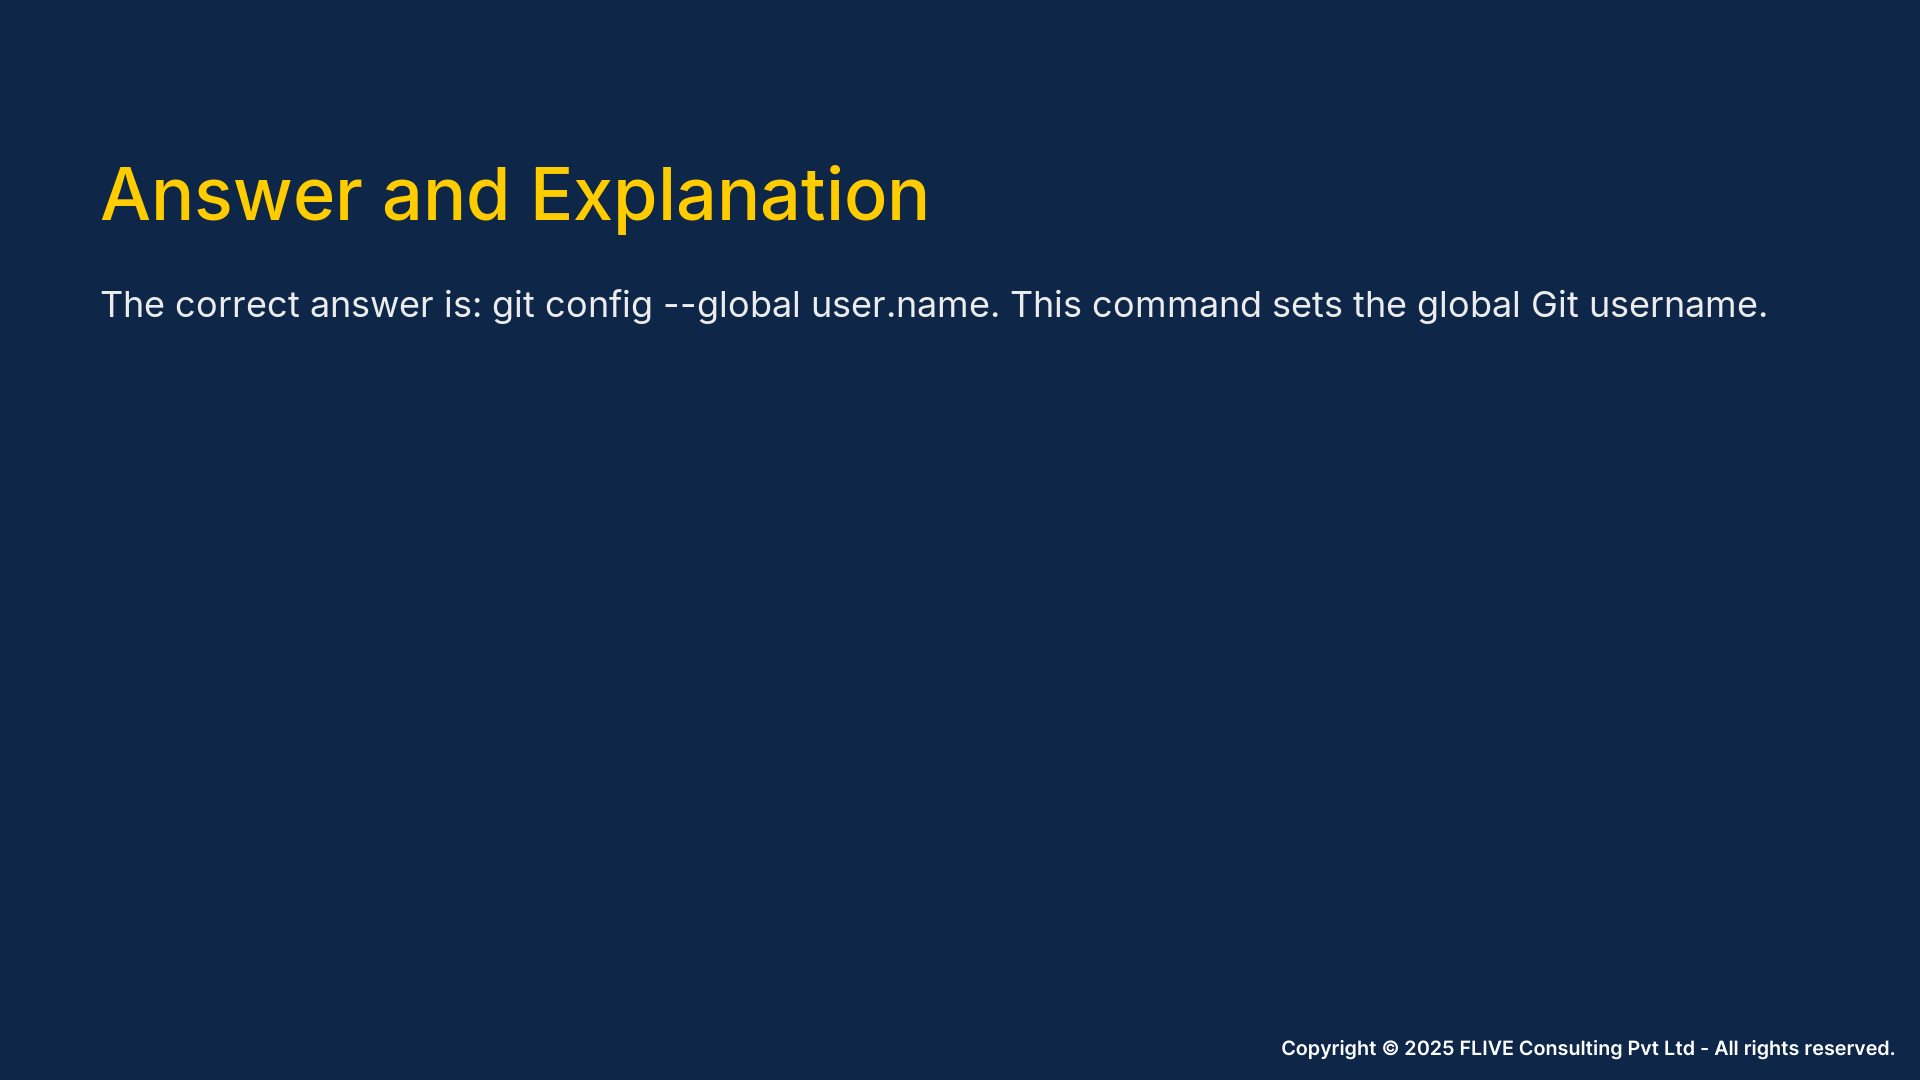 Answer and Explanation
The correct answer is: git config --global user.name. This command sets the global Git username.
Copyright © 2025 FLIVE Consulting Pvt Ltd - All rights reserved.